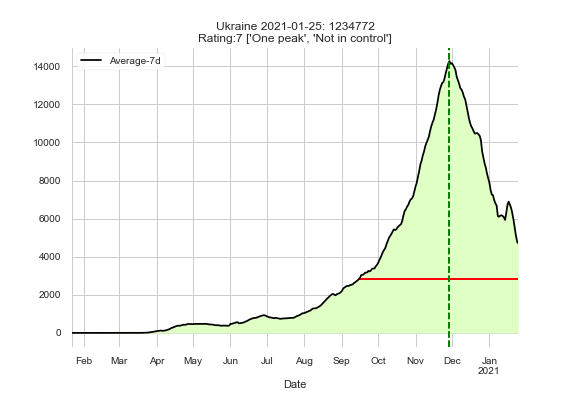 Ukraine 2021-01-25: 1234772
Rating:7 ['One peak', 'Not in control']
Average-7d
14000
12000
10000
8000
6000
4000
2000
0
Feb Mar Apr May Jun Jul Aug Sep Oct Nov Dec Jan
2021
Date